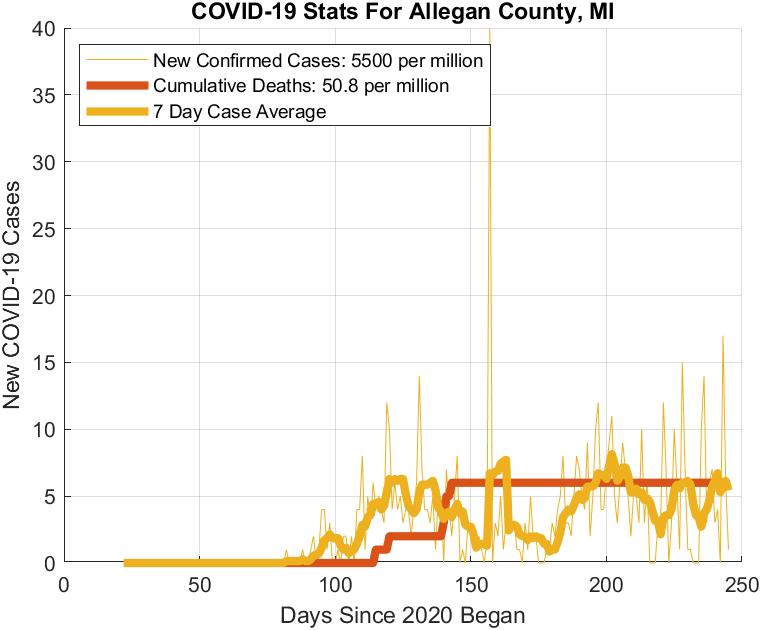 COVID-19 Stats For Allegan County, MI
New Confirmed Cases: 5500 per million
Cumulative Deaths: 50.8 per million
7 Day Case Average
New COVID-19 Cases
40
35
30
25
20
15
10
5
0
0 50 100 150 200 250
Days Since 2020 Began